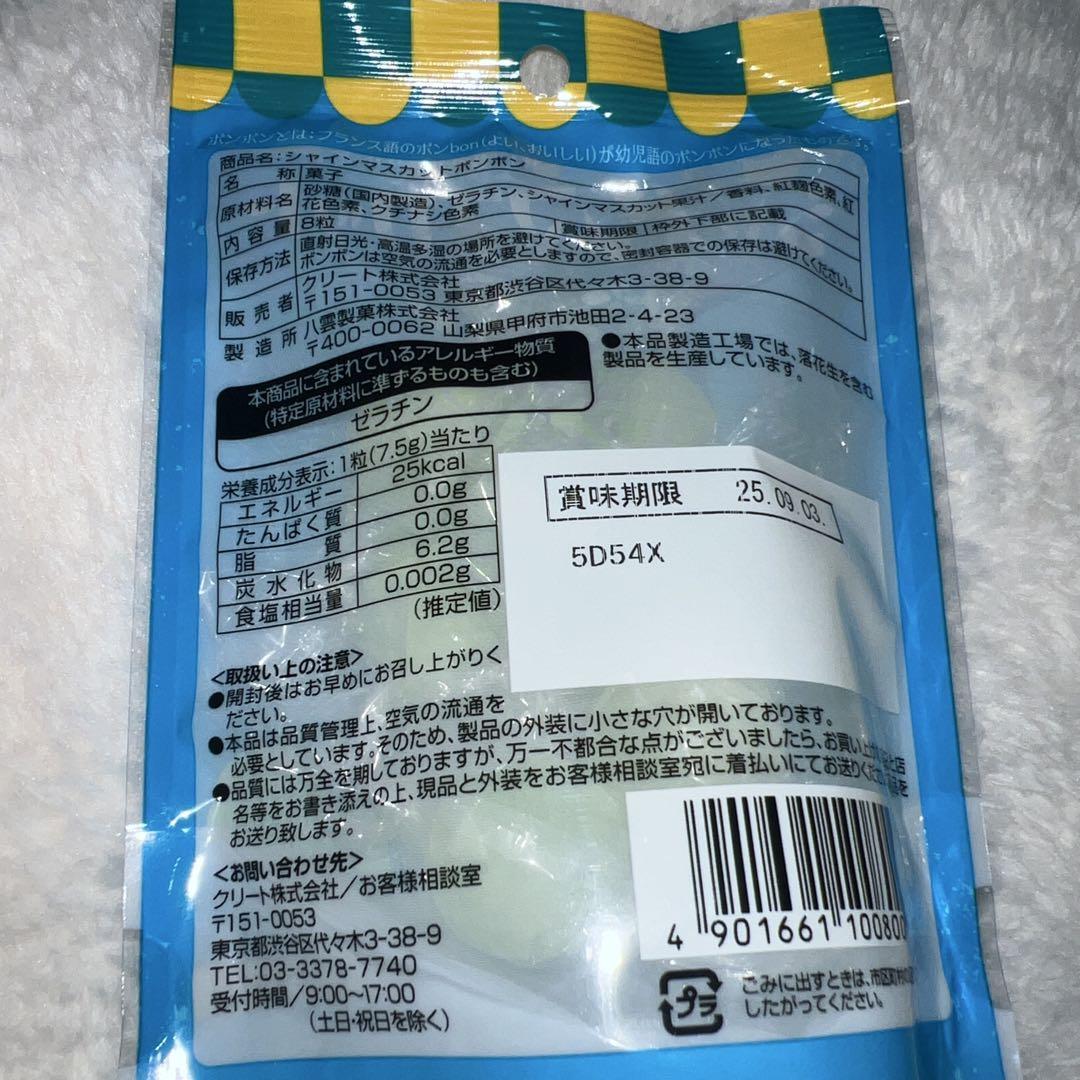 ボンボンとは:フランス語のボンbon(よい、おいしい)が幼児語のボンボンになったものです。
商品名:シャインマスカットボンボン
名称 菓子
原材料名 砂糖(国内製造)、ゼラチン、シャインマスカット果汁/香料、紅麹色素、紅
花色素、クチナシ色素
内容量 8粒 賞味期限 枠外下部に記載
保存方法 直射日光・高温多湿の場所を避けてください。
ボンボンは空気の流通を必要としますので、密封容器での保存は避けてください。
販売者 クリート株式会社
〒151-0053 東京都渋谷区代々木3-38-9
製造所 八雲製菓株式会社
〒400-0062 山梨県甲府市池田2-4-23
本商品に含まれているアレルギー物質
(特定原材料に準ずるものも含む)
ゼラチン
●本品製造工場では、落花生を含む
製品を生産しています。
栄養成分表示:1粒(7.5g)当たり
エネルギー 25kcal
たんぱく質 0.0g
脂質 0.0g
炭水化物 6.2g
食塩相当量 0.002g
(推定値)
賞味期限 25.09.03.
5D54X
<取扱い上の注意>
●開封後はお早めにお召し上がりく
ださい。
●本品は品質管理上、空気の流通を
必要としています。そのため、製品の外装に小さな穴が開いております。
●品質には万全を期しておりますが、万一不都合な点がございましたら、お買い上げ店
名等をお書き添えの上、現品と外装をお客様相談室宛に着払いにてお送りくだ
お送り致します。
<お問い合わせ先>
クリート株式会社/お客様相談室
〒151-0053
東京都渋谷区代々木3-38-9
TEL:03-3378-7740
受付時間/9:00~17:00
(土日・祝日を除く)
4 901661 100800
プラ
ごみに出すときは、市区町村の
したがってください。